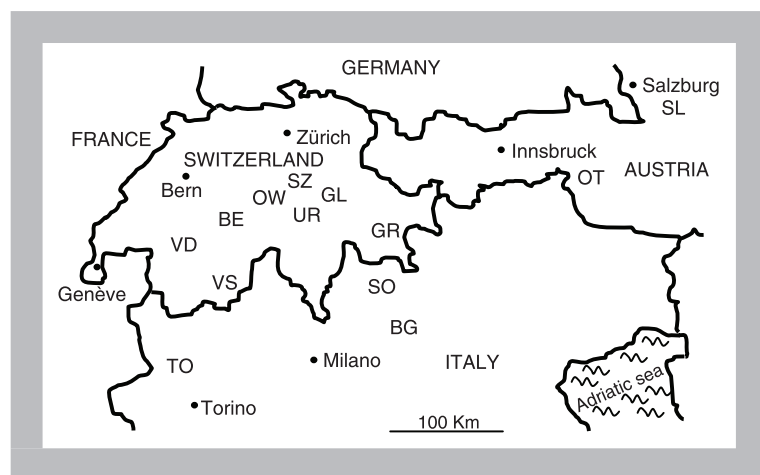 GERMANY
Salzburg
SL
FRANCE
Zürich
SWITZERLAND
Innsbruck
AUSTRIA
Bern
SZ
OT
OW
GL
BE
UR
GR
VD
VS
SO
Genève
BG
TO
Milano
ITALY
Adriatic sea
Torino
100 Km